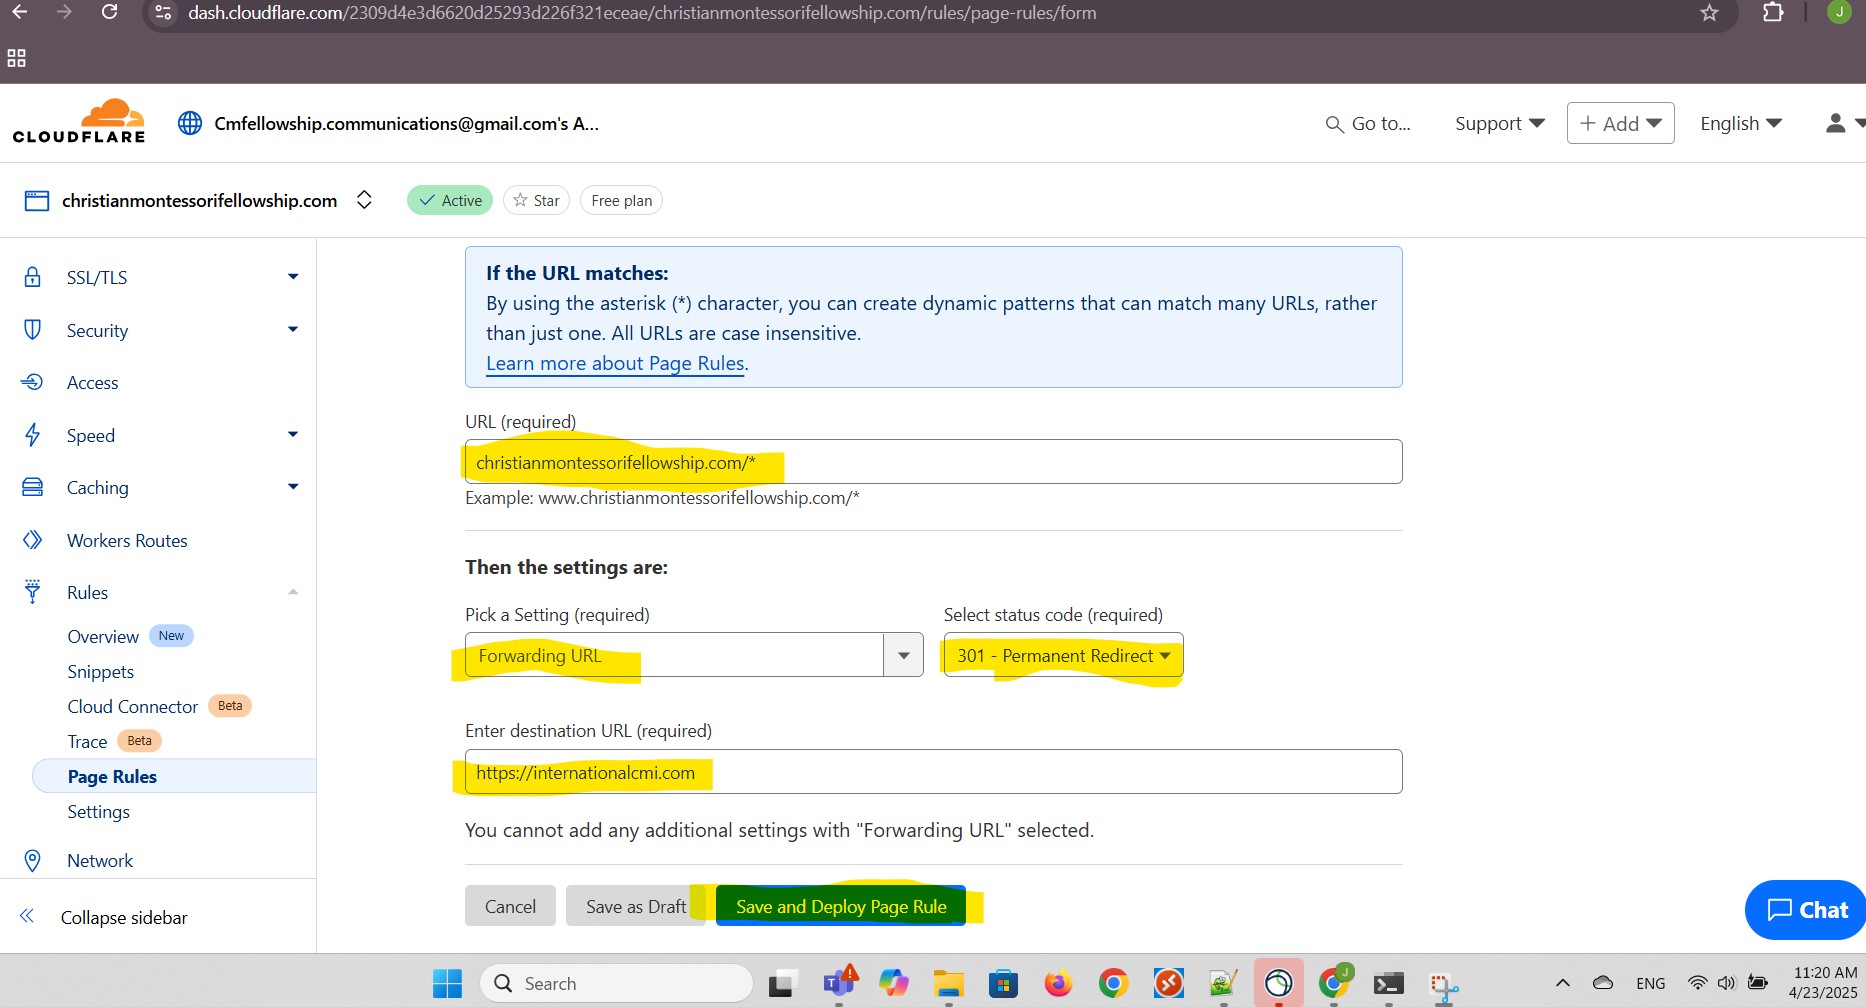 dash.cloudflare.com/2309d4e3d6620d25293d226f321eceae/christianmontessorifellowship.com/rules/page-rules/form
J
CLOUDFLARE
Cmfellowship.communications@gmail.com's A...
Go to...
Support
+ Add
English
christianmontessorifellowship.com
Active
Star
Free plan
SSL/TLS
Security
Access
Speed
Caching
Workers Routes
Rules
Overview New
Snippets
Cloud Connector Beta
Trace Beta
Page Rules
Settings
Network
Collapse sidebar
If the URL matches:
By using the asterisk (*) character, you can create dynamic patterns that can match many URLs, rather
than just one. All URLs are case insensitive.
Learn more about Page Rules.
URL (required)
christianmontessorifellowship.com/*
Example: www.christianmontessorifellowship.com/*
Then the settings are:
Pick a Setting (required)
Select status code (required)
Forwarding URL
301 - Permanent Redirect
Enter destination URL (required)
https://internationalcmi.com
You cannot add any additional settings with "Forwarding URL" selected.
Cancel
Save as Draft
Save and Deploy Page Rule
Chat
Search
J
ENG
11:20 AM
4/23/2025